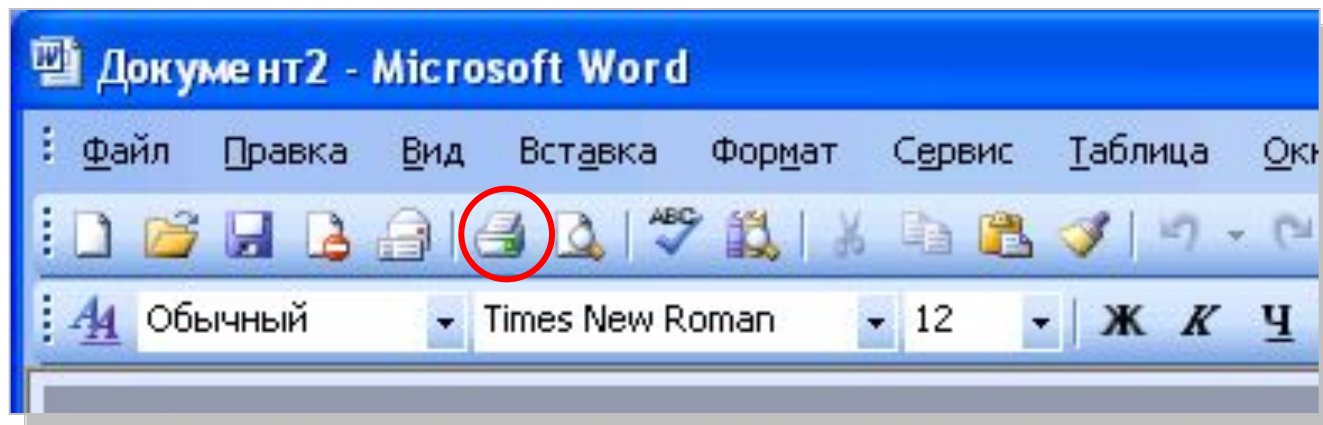 Документ2 - Microsoft Word
Файл Правка Вид Вставка Формат Сервис Таблица
ABC
Обычный Times New Roman 12 Ж К Ч